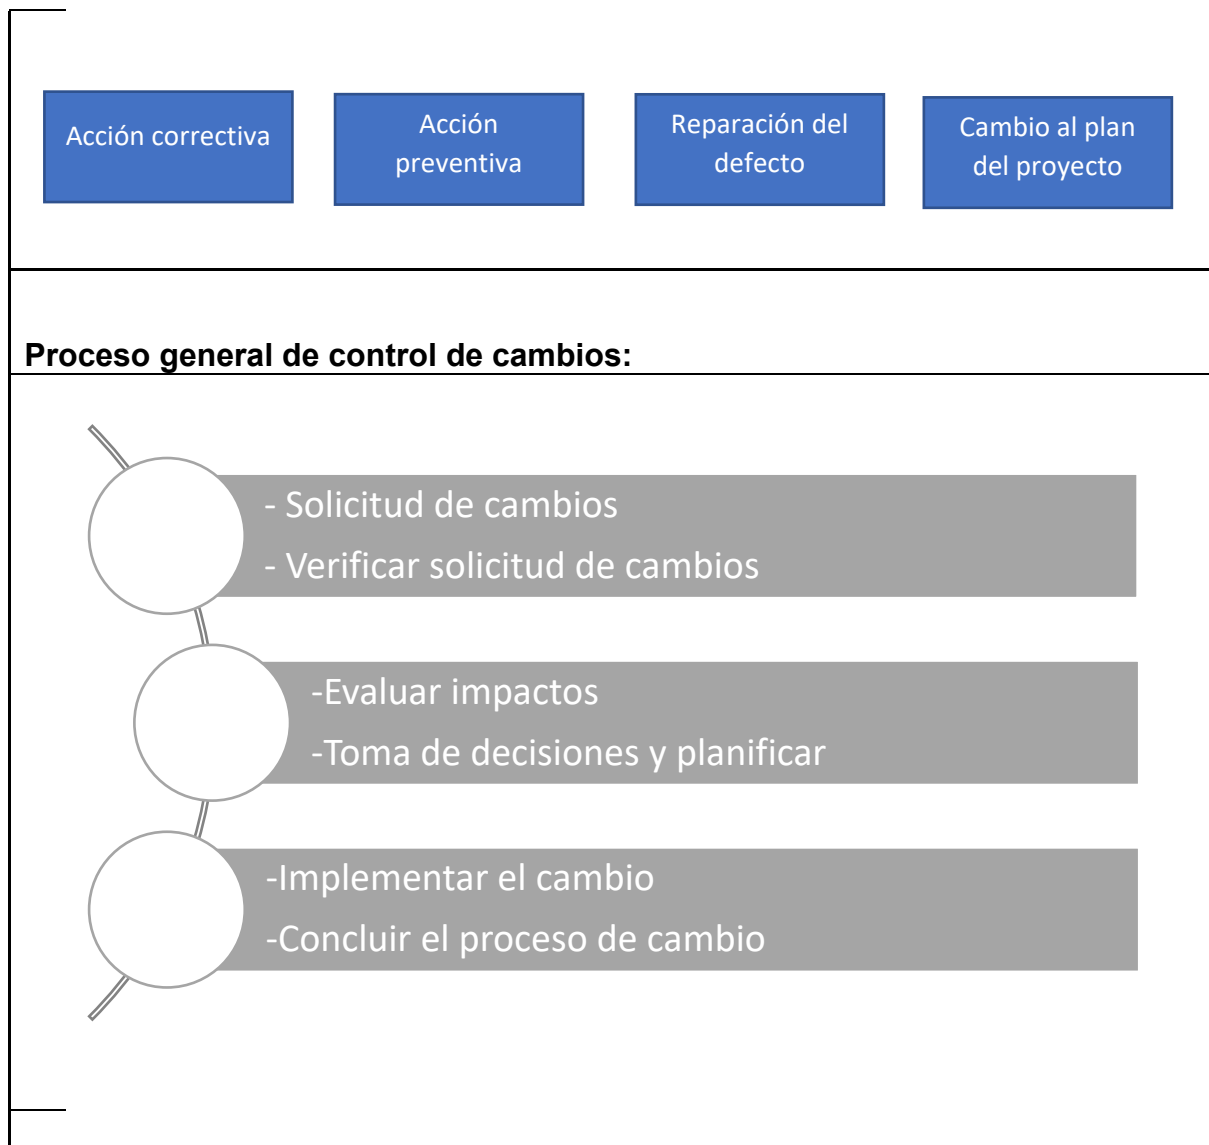 Acción correctiva
Acción
preventiva
Reparación del
defecto
Cambio al plan
del proyecto
Proceso general de control de cambios:
- Solicitud de cambios
- Verificar solicitud de cambios
-Evaluar impactos
-Toma de decisiones y planificar
-Implementar el cambio
-Concluir el proceso de cambio